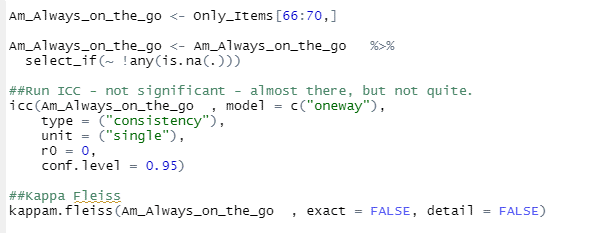 Am_Always_on_the_go <- Only_Items[66:70,]
Am_Always_on_the_go <- Am_Always_on_the_go   %>%
  select_if(~ !any(is.na(.)))
##Run ICC - not significant - almost there, but not quite.
icc(Am_Always_on_the_go  , model = c("oneway"),
    type = ("consistency"),
    unit = ("single"),
    r0 = 0,
    conf.level = 0.95)
##Kappa Fleiss
kappam.fleiss(Am_Always_on_the_go  , exact = FALSE, detail = FALSE)